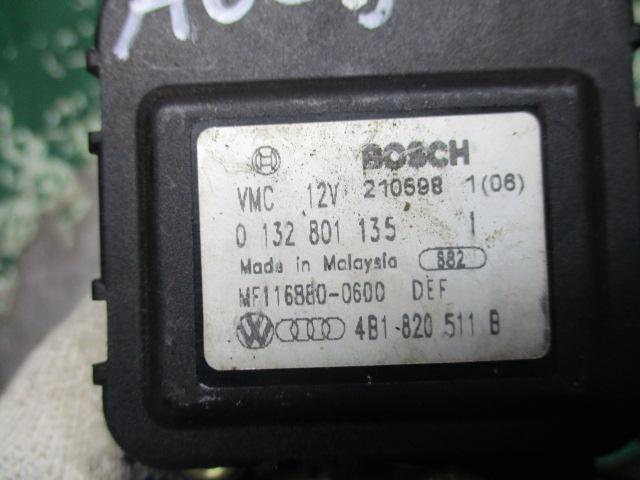 BOSCH
VMC 12V 210598 1(06)
0 132 801 135 1
Made in Malaysia 882
MF116880-0600 DEF
4B1 820 511 B